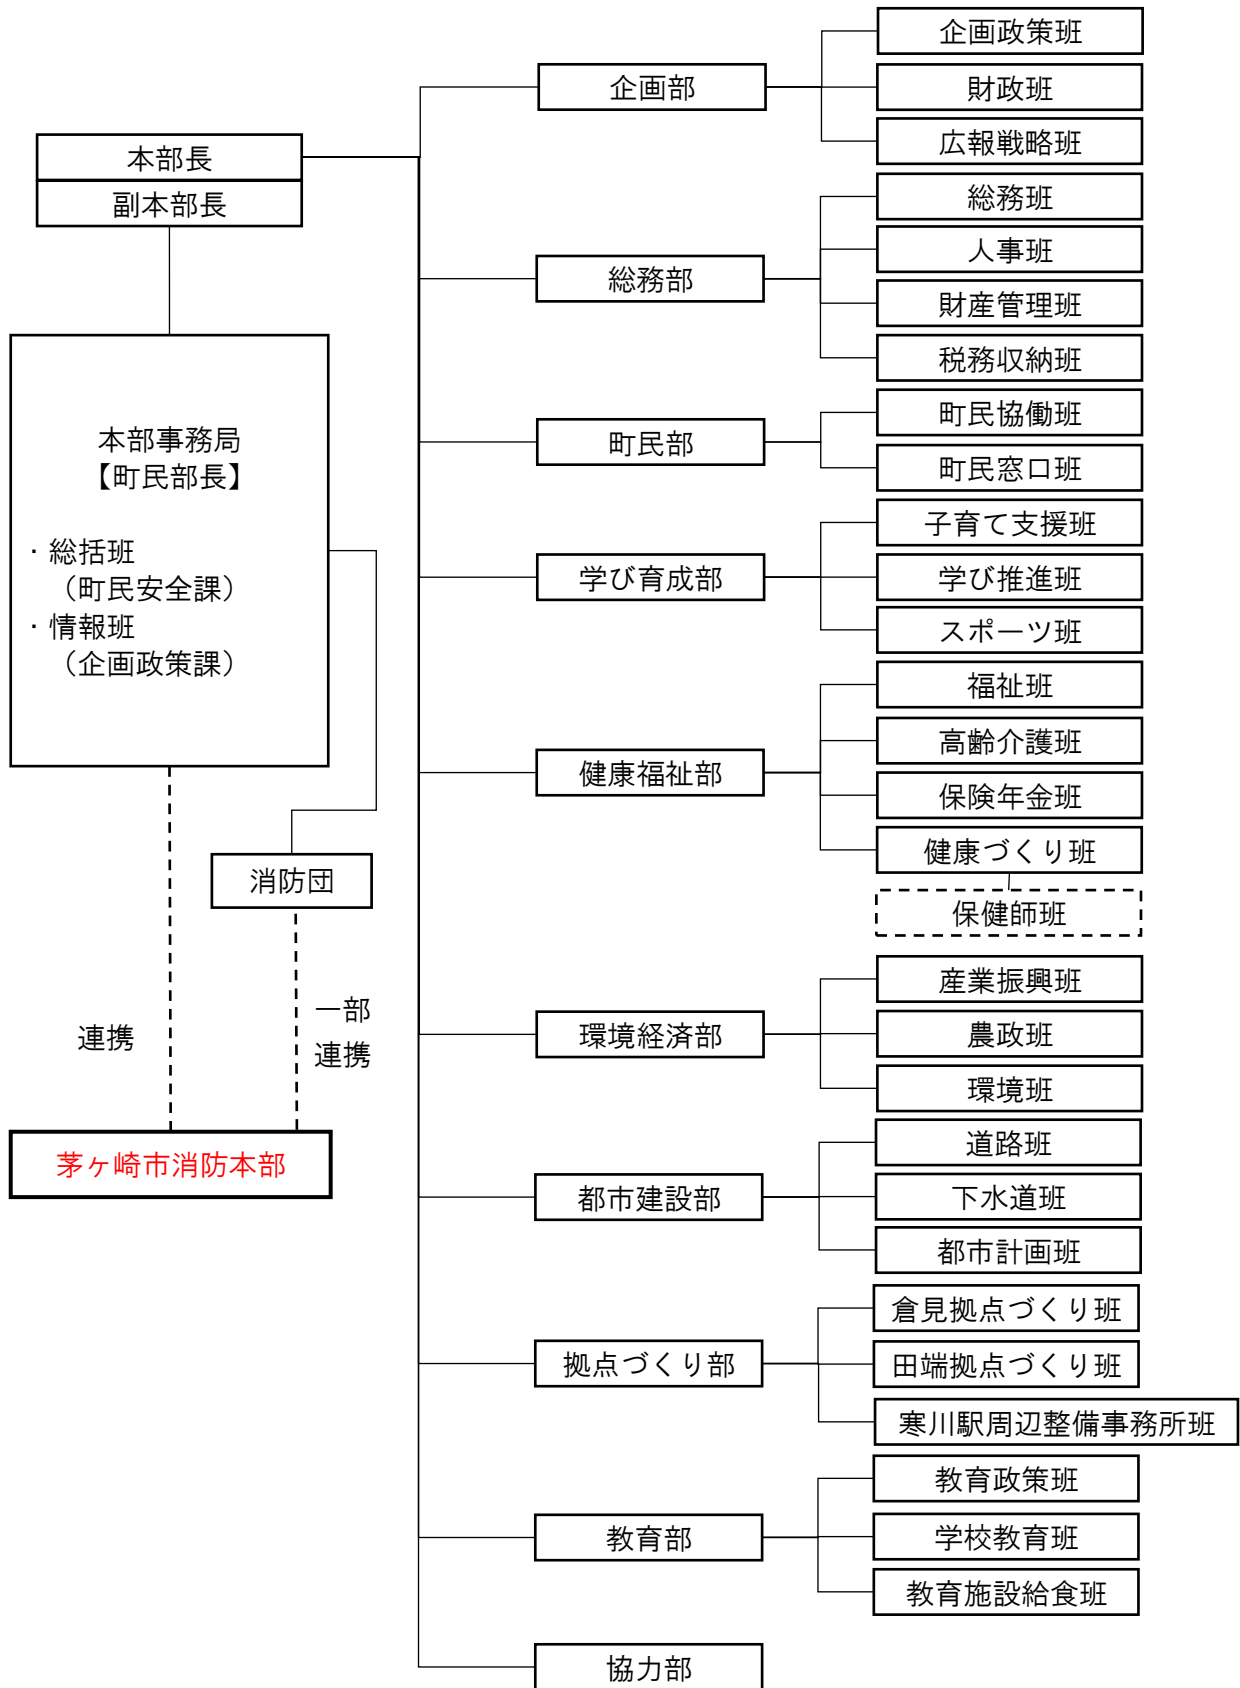 本部長
副本部長
本部事務局
【町民部長】
・総括班
（町民安全課）
・情報班
（企画政策課）
消防団
連携
一部
連携
茅ヶ崎市消防本部
企画部
企画政策班
財政班
広報戦略班
総務部
総務班
人事班
財産管理班
税務収納班
町民部
町民協働班
町民窓口班
学び育成部
子育て支援班
学び推進班
スポーツ班
健康福祉部
福祉班
高齢介護班
保険年金班
健康づくり班
保健師班
環境経済部
産業振興班
農政班
環境班
都市建設部
道路班
下水道班
都市計画班
拠点づくり部
倉見拠点づくり班
田端拠点づくり班
寒川駅周辺整備事務所班
教育部
教育政策班
学校教育班
教育施設給食班
協力部